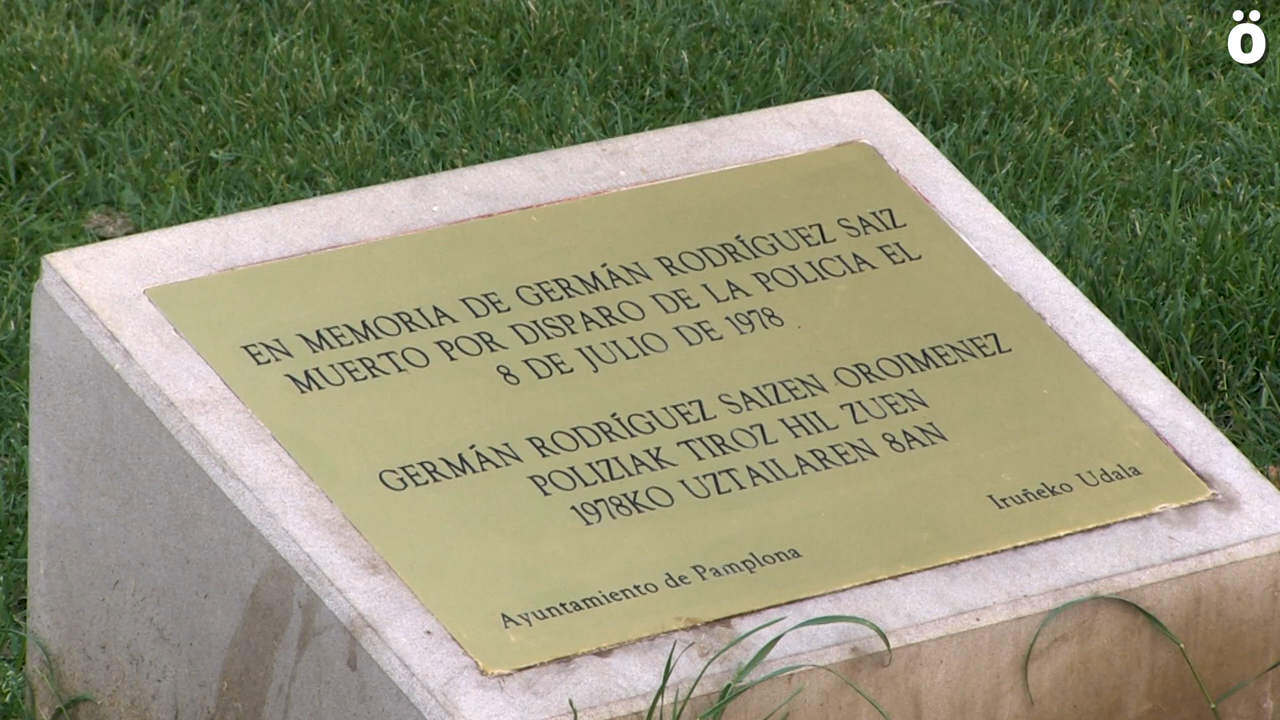 ö
EN MEMORIA DE GERMÁN RODRÍGUEZ SAIZ
MUERTO POR DISPARO DE LA POLICIA EL
8 DE JULIO DE 1978
GERMÁN RODRÍGUEZ SAIZEN OROIMENEZ
POLIZIAK TIROZ HIL ZUEN
1978KO UZTAILAREN 8AN
Iruñeko Udala
Ayuntamiento de Pamplona